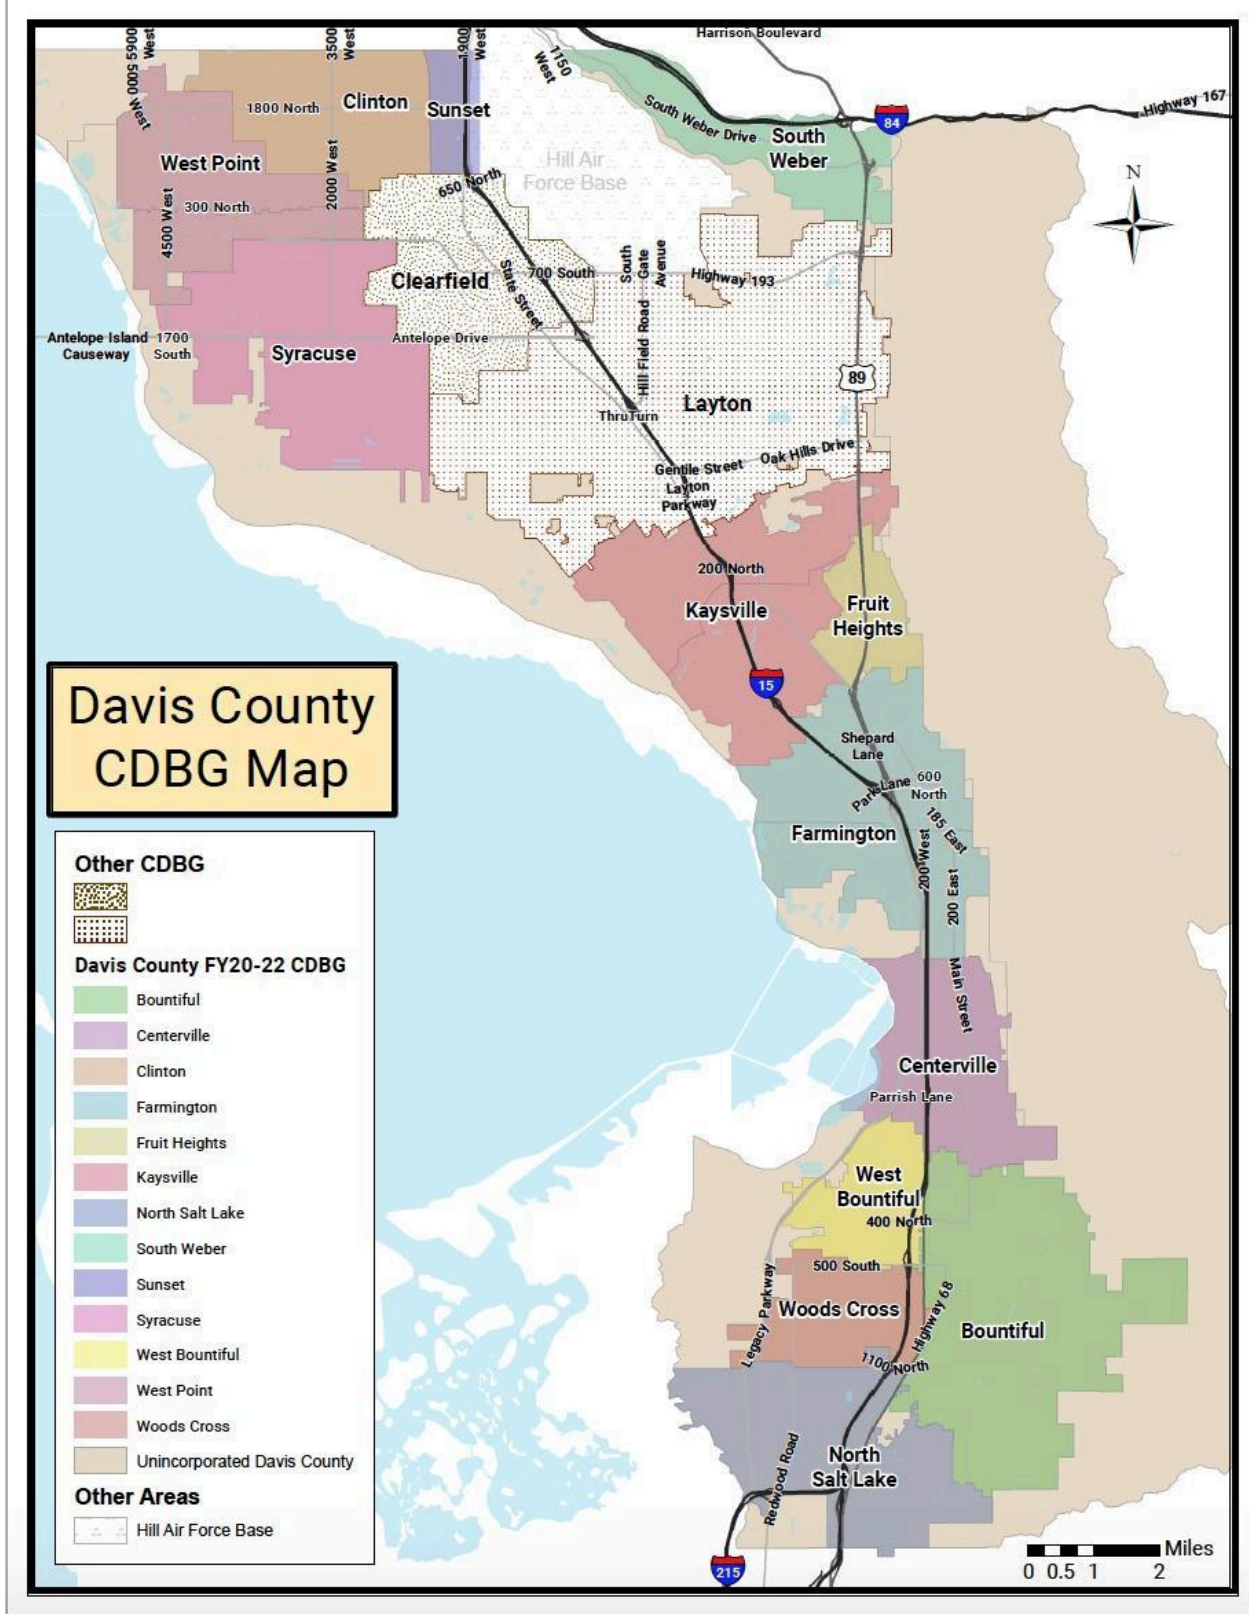 5900
West
5005 West
3500
West
1900
West
1150
West
Harrison Boulevard
Highway 167
1800 North
Clinton
Sunset
South Weber Drive
South
Weber
84
Hill Air
Force Base
West Point
2000 West
650 North
300 North
4500 West
N
Clearfield
State Street
700 South
South
Gate
Avenue
Highway 193
Antelope Island
Causeway
1700
South
Syracuse
Antelope Drive
Hill Field Road
89
Layton
ThruTurn
Gentile Street
Oak Hills Drive
Layton
Parkway
200 North
Kaysville
Fruit
Heights
15
Davis County
CDBG Map
Shepard
Lane
Park Lane
600
North
185 East
Farmington
200 West
200 East
Main Street
Centerville
Parrish Lane
West
Bountiful
400 North
500 South
Woods Cross
Legacy Parkway
Highway 68
Bountiful
1100 North
North
Salt Lake
Redwood Road
215
Other CDBG
Davis County FY20-22 CDBG
Bountiful
Centerville
Clinton
Farmington
Fruit Heights
Kaysville
North Salt Lake
South Weber
Sunset
Syracuse
West Bountiful
West Point
Woods Cross
Unincorporated Davis County
Other Areas
Hill Air Force Base
Miles
0 0.5 1 2